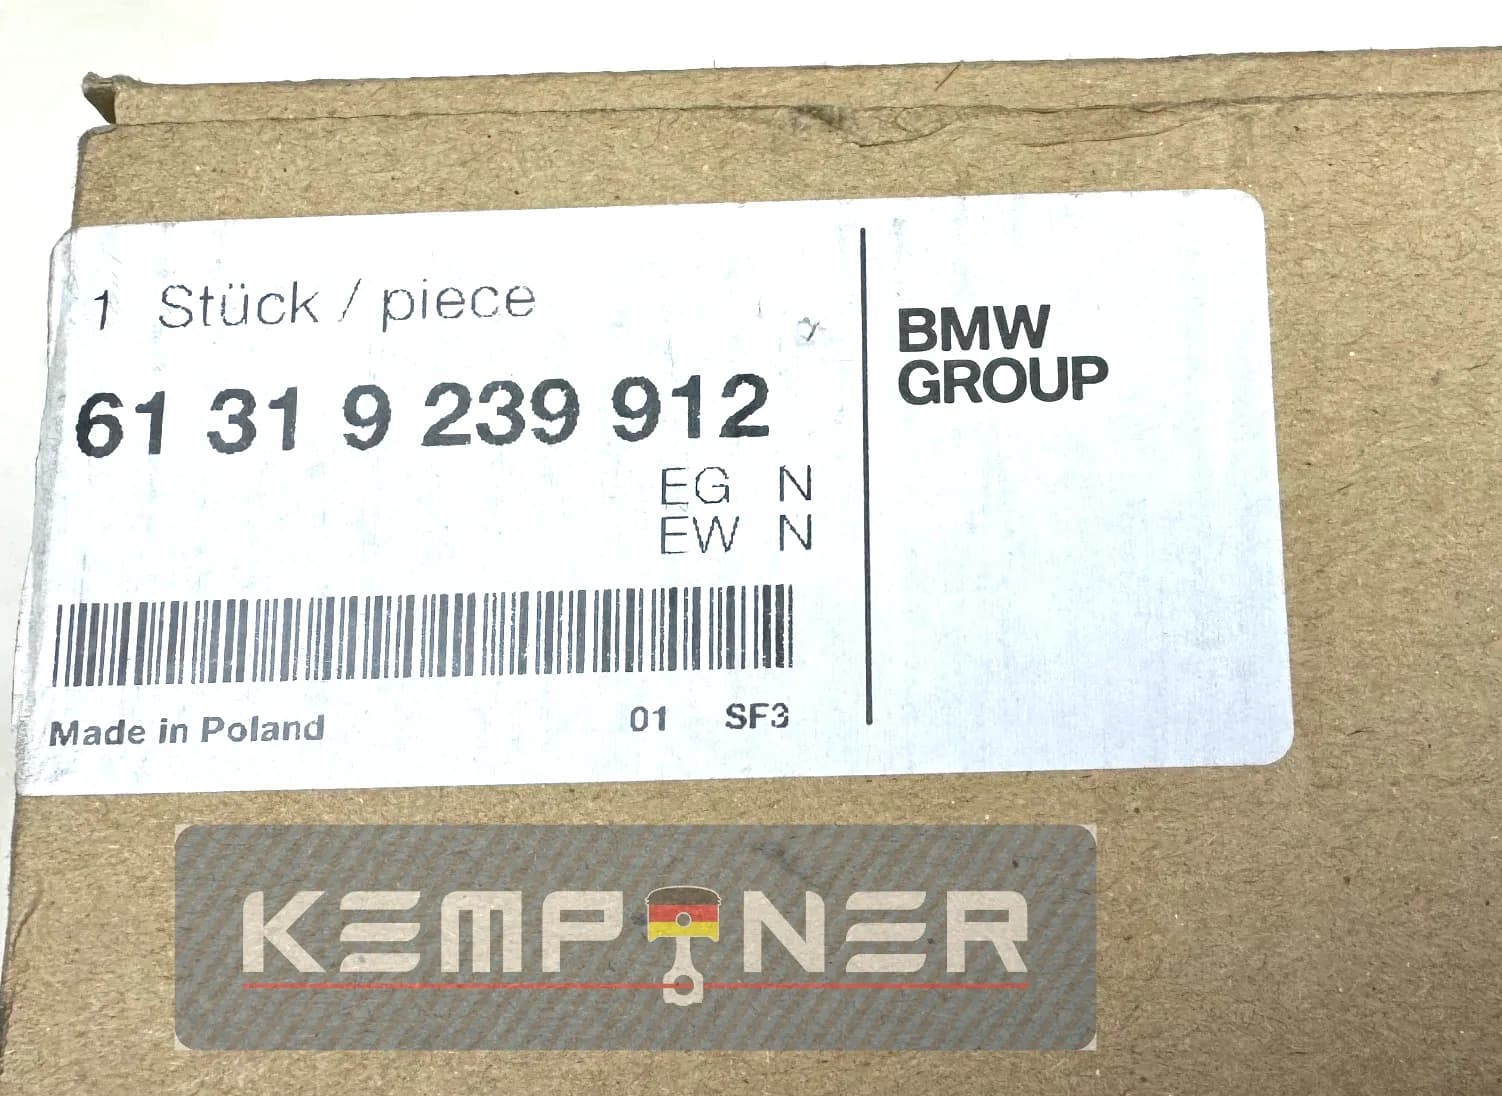 1 Stück / piece
61 31 9 239 912
EG N
EW N
Made in Poland 01 SF3
BMW
GROUP
KEMPTNER